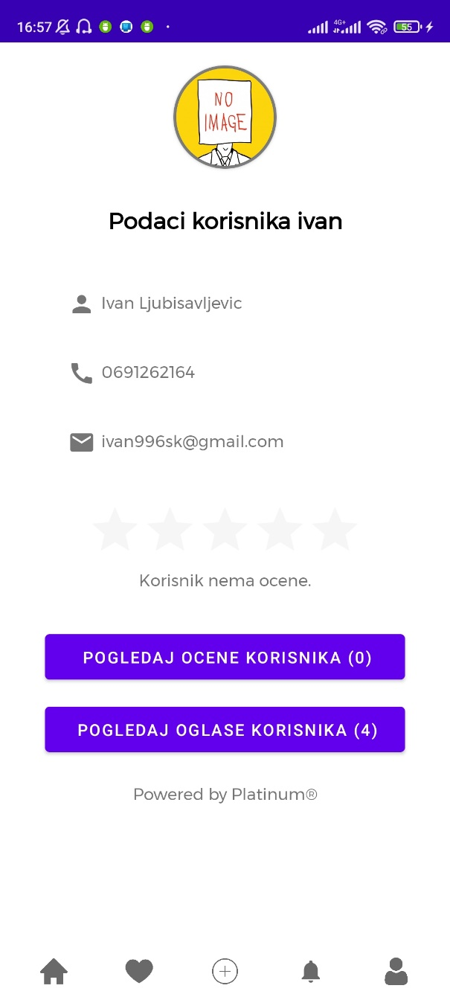 16:57
4G+
55
NO
IMAGE
Podaci korisnika ivan
Ivan Ljubisavljevic
0691262164
ivan996sk@gmail.com
Korisnik nema ocene.
POGLEDAJ OCENE KORISNIKA (0)
POGLEDAJ OGLASE KORISNIKA (4)
Powered by Platinum®